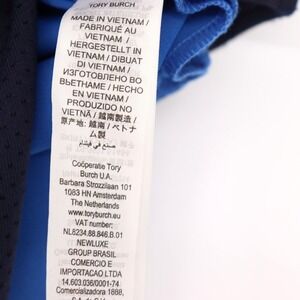 TORY BURCH
MADE IN VIETNAM /
FABRIQUÉ AU
VIETNAM /
HERGESTELLT IN
VIETNAM / DIBUAT
DI VIETNAM /
ИЗГОТОВЛЕНО ВО
ВЬЕТНАМЕ / HECHO
EN VIETNAM /
PRODUZIDO NO
VIETNÃ / 越南製造 /
原产地: 越南 / ベトナ
ム製 /
صنع في فيتنام
Coöperatie Tory
Burch U.A.
Barbara Strozzilaan 101
1083 HN Amsterdam
The Netherlands
www.toryburch.eu
VAT number:
NL8234.88.846.B.01
NEWLUXE
GROUP BRASIL
COMERCIO E
IMPORTACAO LTDA
14.603.036/0001-74
Comercializadora 1888,